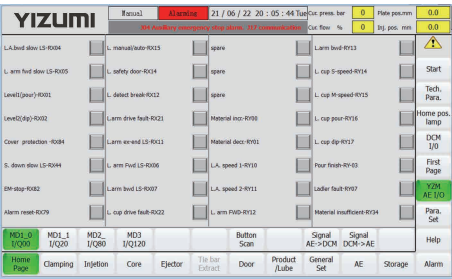 YIZUMI
Manual Alarming 21 / 06 / 22 20 : 05 : 44 Tue Cur. press. bar 0 Plate pos.mm 0.0
Cur. flow % 0 Inj. pos. mm 0.0
L.A.bwd slow LS-RX04 L. manual/auto-RX15 spare L.arm bwd-RY13
L. arm fwd slow LS-RX05 L. safety door-RX14 spare L. cup S-speed-RY14 Start
Level1(pour)-RX01 L. detect break-RX12 spare L. cup M-speed-RY15 Tech. Para.
Level2(dip)-RX02 L.arm drive fault-RX21 Material incr.-RY00 L. cup pour-RY16 Home pos. lamp
Cover protection -RX84 L.arm ex-end LS-RX11 Material decr.-RY01 L. cup dip-RY17 DCM I/O
S. down slow LS-RX44 L. arm Fwd LS-RX06 L.A. speed 1-RY10 Pour finish-RY-03 First Page
EM-stop-RX82 L.arm bwd LS-RX07 L.A. speed 2-RY11 Ladler fault-RY07 YZM AE I/O
Alarm reset-RX79 L. cup drive fault-RX22 L. arm FWD-RY12 Material insufficient-RY34 Para. Set
MD1_0 I/Q00 MD1_1 I/Q20 MD2_ I/Q80 MD3 I/Q120 Button Scan Signal AE->DCM Signal DCM->AE Help
Home Page Clamping Injetion Core Ejector Tie bar Extract Door Product /Lube General Set AE Storage Alarm